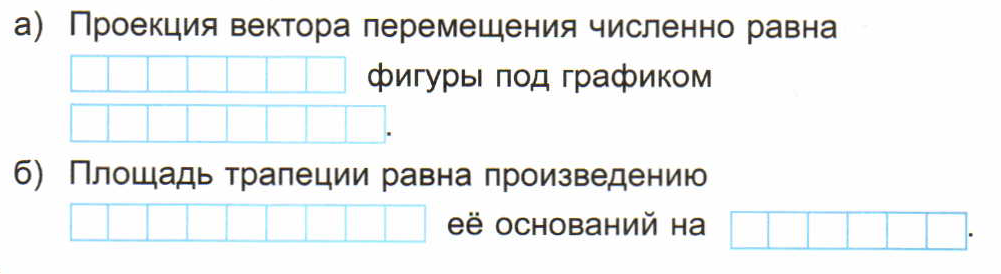 а) Проекция вектора перемещения численно равна
фигуры под графиком
.
б) Площадь трапеции равна произведению
её оснований на .